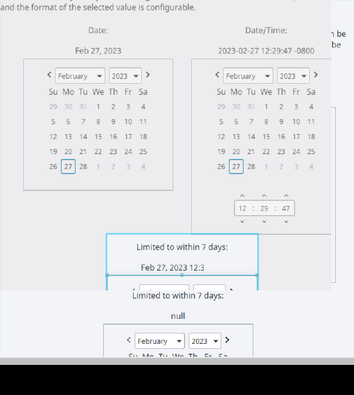 and the format of the selected value is configurable.
Date:
Feb 27, 2023
February 2023
Su Mo Tu We Th Fr Sa
29 30 31 1 2 3 4
5 6 7 8 9 10 11
12 13 14 15 16 17 18
19 20 21 22 23 24 25
26 27 28 1 2 3 4
Date/Time:
2023-02-27 12:29:47 -0800
February 2023
Su Mo Tu We Th Fr Sa
29 30 31 1 2 3 4
5 6 7 8 9 10 11
12 13 14 15 16 17 18
19 20 21 22 23 24 25
26 27 28 1 2 3 4
12 : 29 : 47
be
be
Limited to within 7 days:
Feb 27, 2023 12:3
Limited to within 7 days:
null
February 2023
Su Mo Tu We Th Fr Sa